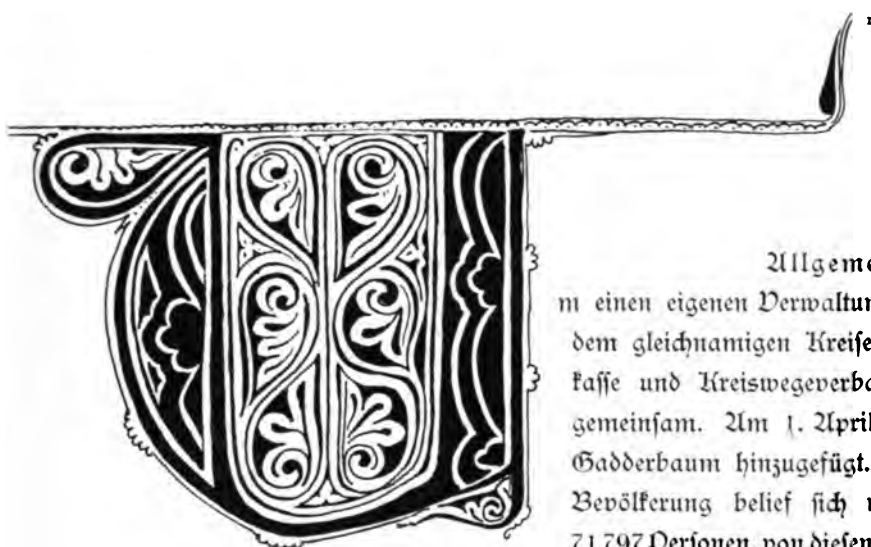 Allgeme
Um einen eigenen Verwaltun
dem gleichnamigen Kreise
kasse und Kreiswegeverba
gemeinsam. Am 1. April
Gadderbaum hinzugefügt.
Bevölkerung belief sich
71 797 Personen, von diesen